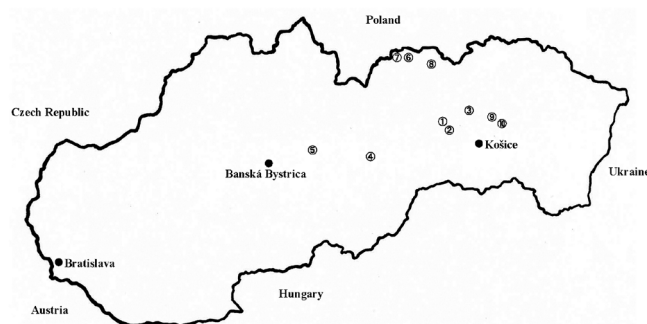 Poland
⑦ ⑥
⑧
Czech Republic
③
① ⑨
② ⑩
⑤
④
Košice
Banská Bystrica
Ukraine
Bratislava
Hungary
Austria